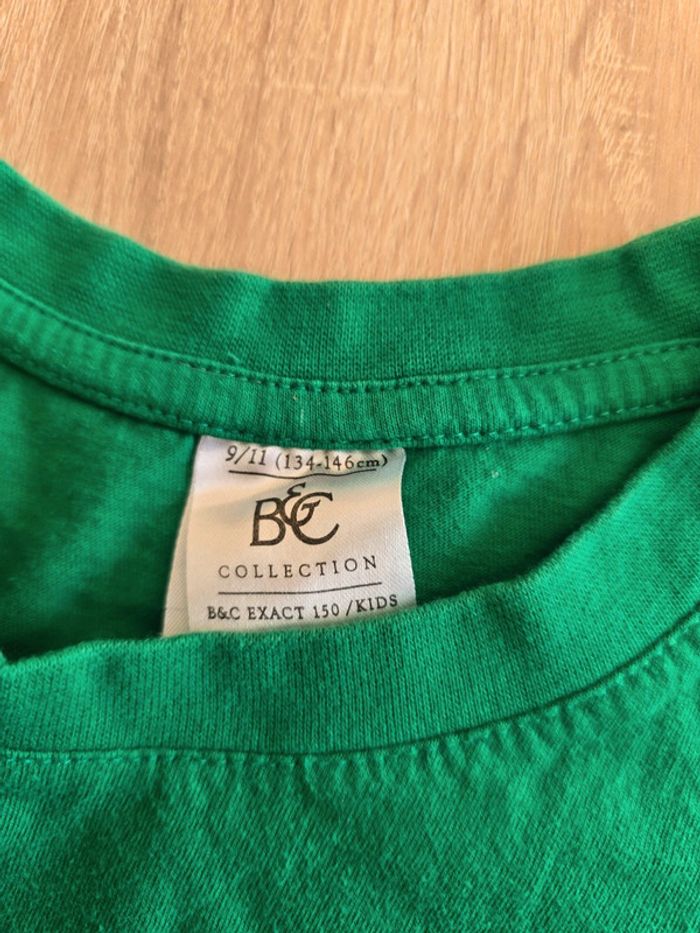 9/11 (134-146cm)
B&C
COLLECTION
B&C EXACT 150 / KIDS